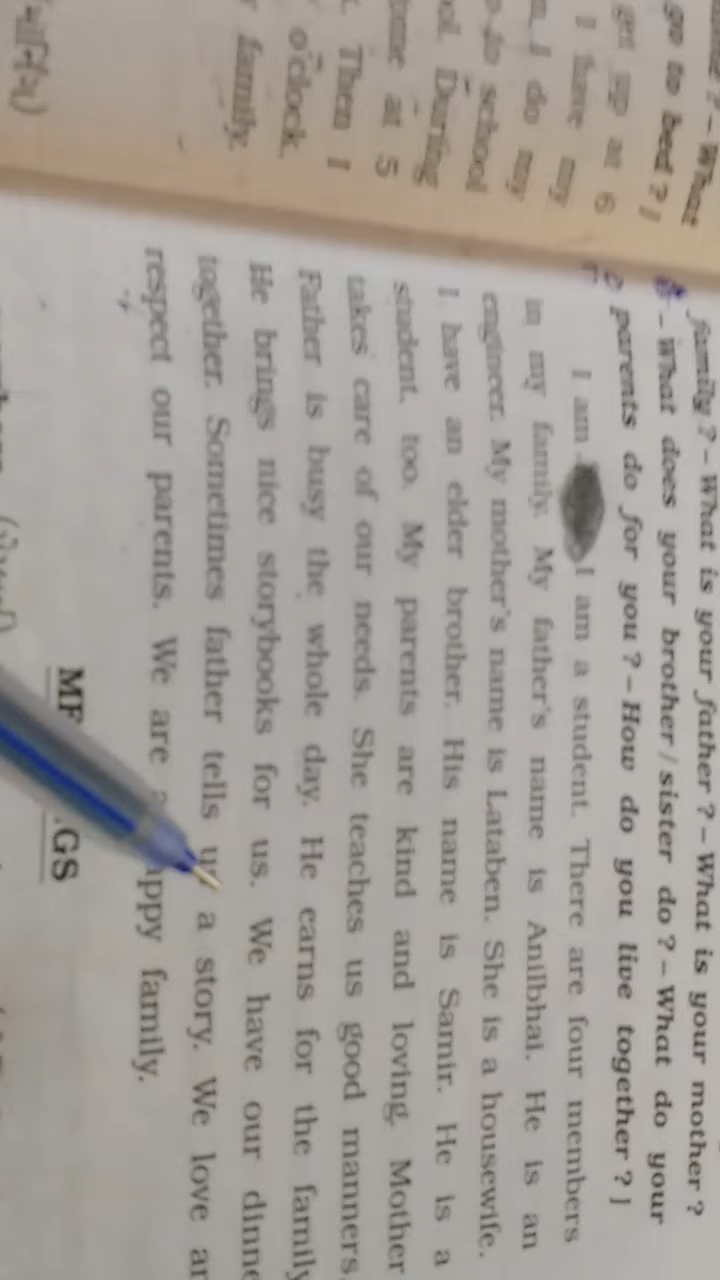 go to bed ? ]
get up at 6
I have my
I do my
school
During
at 5
Then I
o'clock.
family.
family ? – What is your father ? – What is your mother ?
– What does your brother / sister do ? – What do your
parents do for you ? – How do you live together ? ]
I am I am a student. There are four members
in my family. My father's name is Anilbhai. He is an
engineer. My mother's name is Lataben. She is a housewife.
I have an elder brother. His name is Samir. He is a
student, too. My parents are kind and loving. Mother
takes care of our needs. She teaches us good manners.
Father is busy the whole day. He earns for the family
He brings nice storybooks for us. We have our dinne
together. Sometimes father tells us a story. We love an
respect our parents. We are appy family.
GS